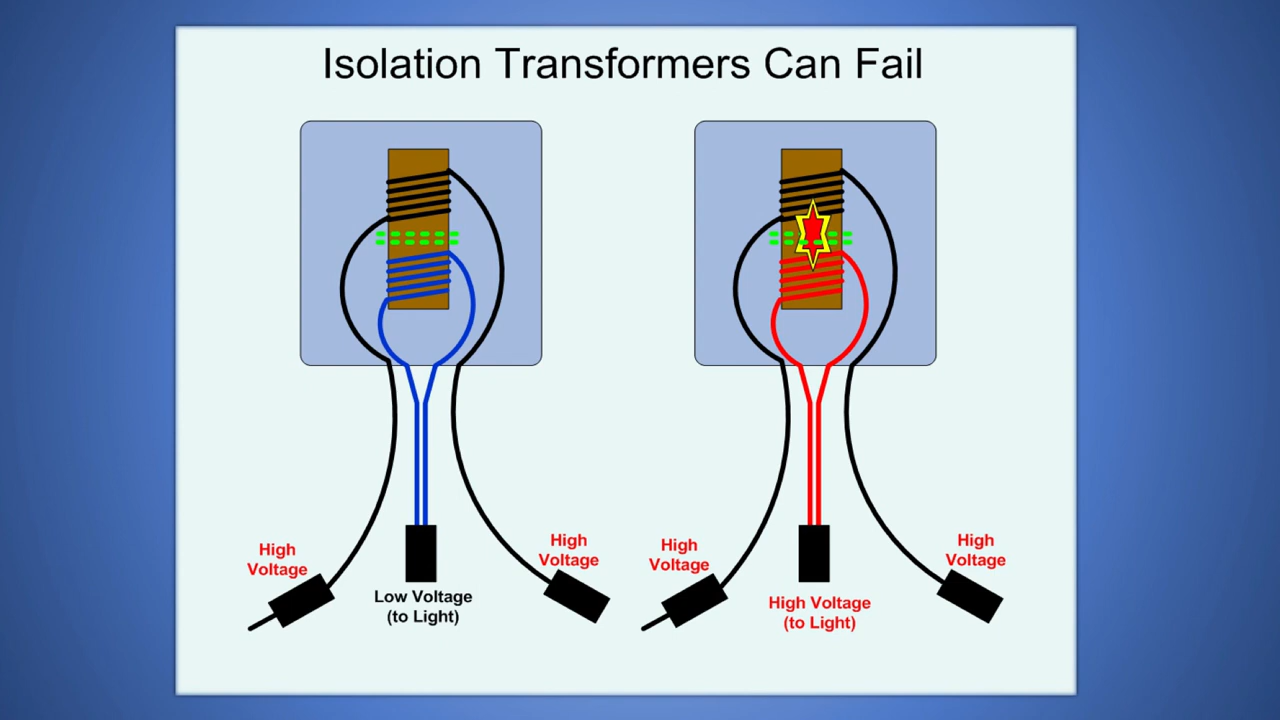 Isolation Transformers Can Fail
High
Voltage
Low Voltage
(to Light)
High
Voltage
High
Voltage
High Voltage
(to Light)
High
Voltage